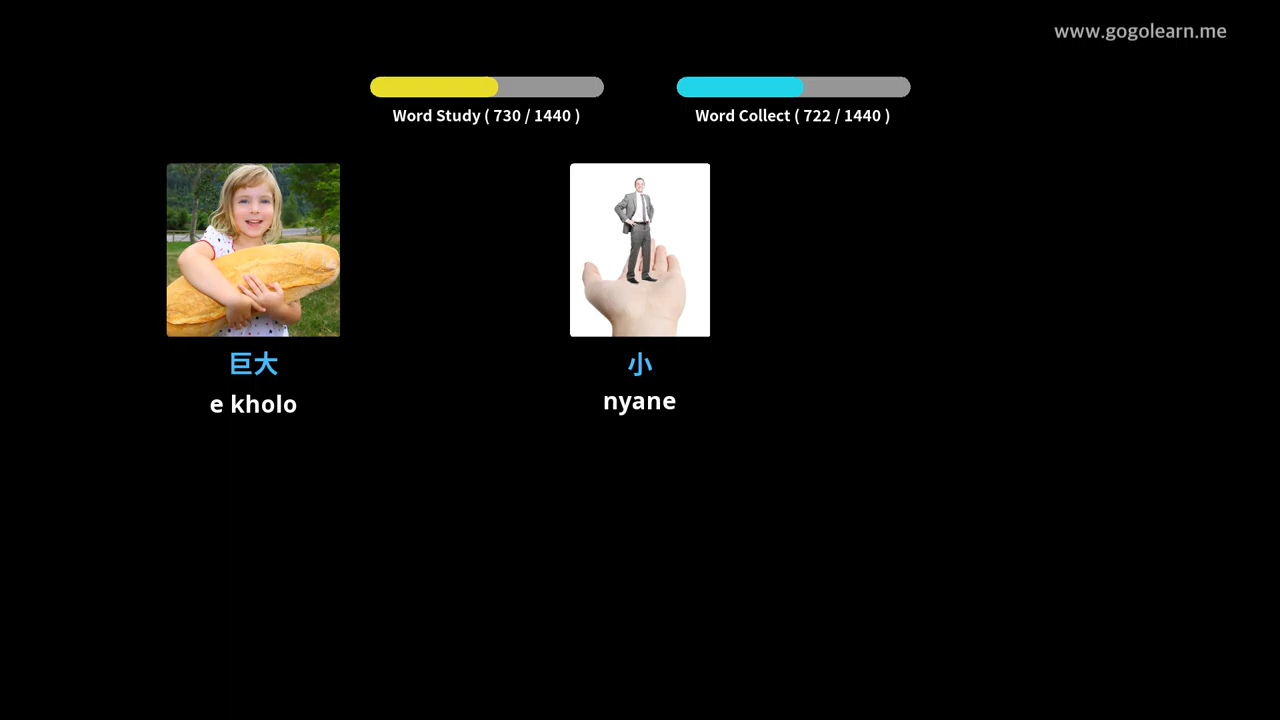 www.gogolearn.me
Word Study ( 730 / 1440 )
Word Collect ( 722 / 1440 )
巨大
e kholo
小
nyane